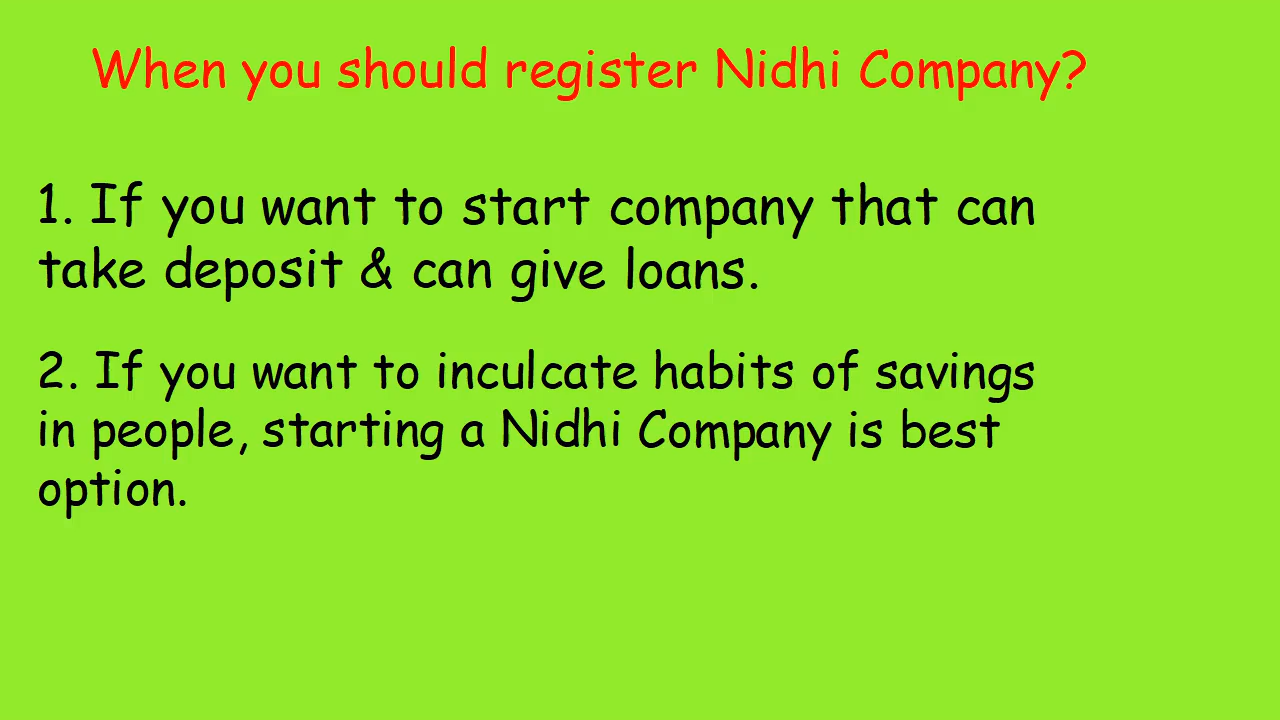 When you should register Nidhi Company?
1. If you want to start company that can
take deposit & can give loans.
2. If you want to inculcate habits of savings
in people, starting a Nidhi Company is best
option.